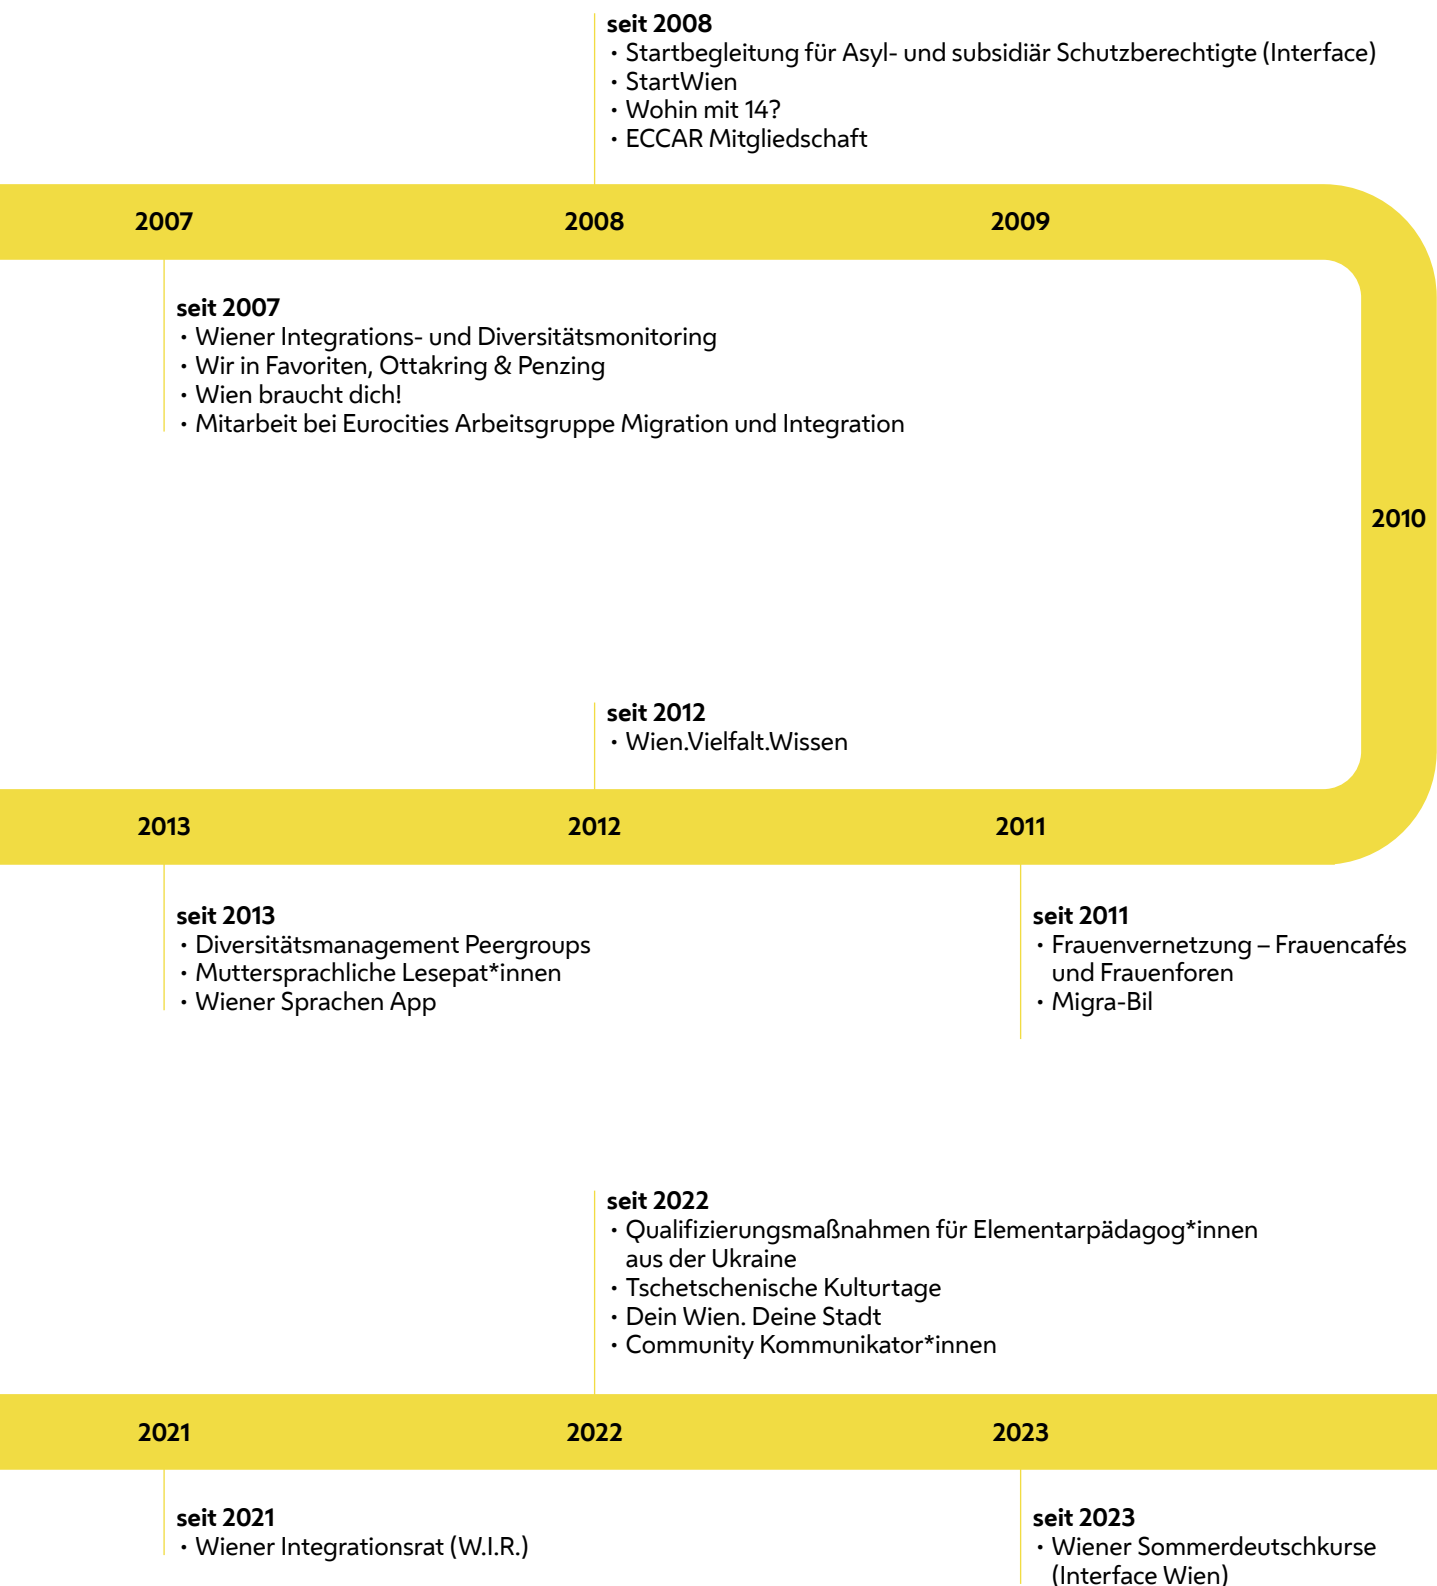 seit 2008
• Startbegleitung für Asyl- und subsidiär Schutzberechtigte (Interface)
• StartWien
• Wohin mit 14?
• ECCAR Mitgliedschaft
2007
2008
2009
seit 2007
• Wiener Integrations- und Diversitätsmonitoring
• Wir in Favoriten, Ottakring & Penzing
• Wien braucht dich!
• Mitarbeit bei Eurocities Arbeitsgruppe Migration und Integration
2010
seit 2012
• Wien.Vielfalt.Wissen
2013
2012
2011
seit 2013
• Diversitätsmanagement Peergroups
• Muttersprachliche Lesepat*innen
• Wiener Sprachen App
seit 2011
• Frauenvernetzung – Frauencafés
und Frauenforen
• Migra-Bil
seit 2022
• Qualifizierungsmaßnahmen für Elementarpädagog*innen
aus der Ukraine
• Tschetschenische Kulturtage
• Dein Wien. Deine Stadt
• Community Kommunikator*innen
2021
2022
2023
seit 2021
• Wiener Integrationsrat (W.I.R.)
seit 2023
• Wiener Sommerdeutschkurse
(Interface Wien)